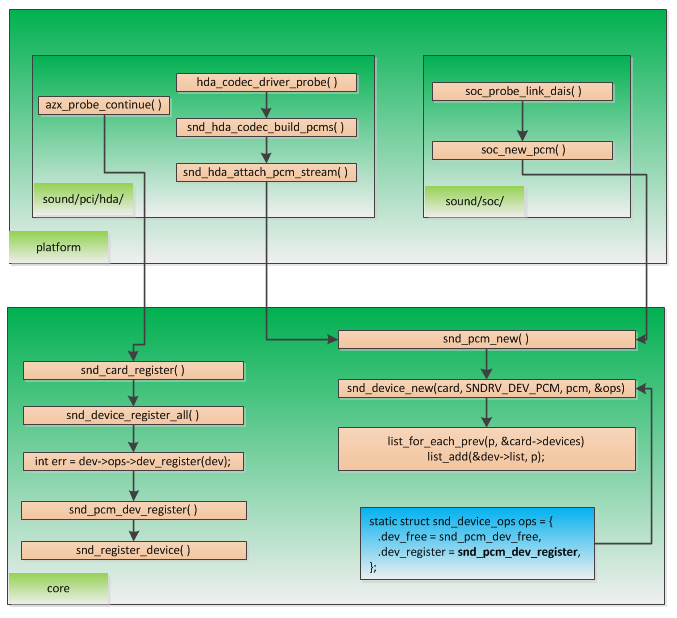 hda_codec_driver_probe( )
azx_probe_continue( )
snd_hda_codec_build_pcms( )
snd_hda_attach_pcm_stream( )
sound/pci/hda/
soc_probe_link_dais( )
soc_new_pcm( )
sound/soc/
platform
snd_card_register( )
snd_device_register_all( )
int err = dev->ops->dev_register(dev);
snd_pcm_dev_register( )
snd_register_device( )
snd_pcm_new( )
snd_device_new(card, SNDRV_DEV_PCM, pcm, &ops)
list_for_each_prev(p, &card->devices)
list_add(&dev->list, p);
static struct snd_device_ops ops = {
.dev_free = snd_pcm_dev_free,
.dev_register = snd_pcm_dev_register,
};
core